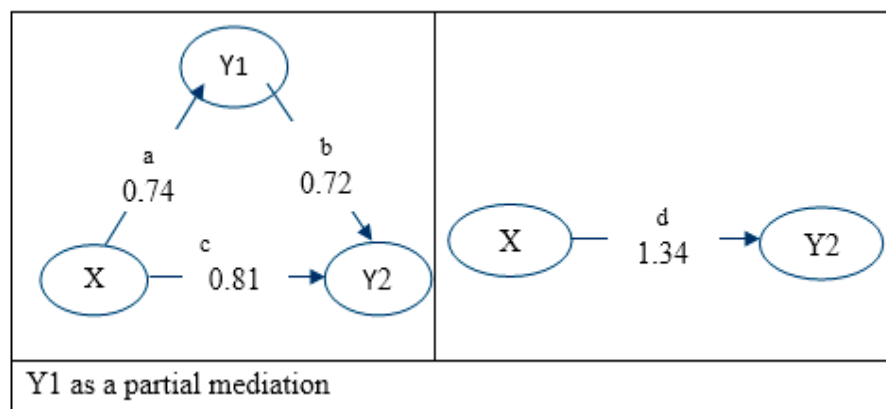 Y1
a
0.74
b
0.72
X
c
0.81
Y2
X
d
1.34
Y2
Y1 as a partial mediation